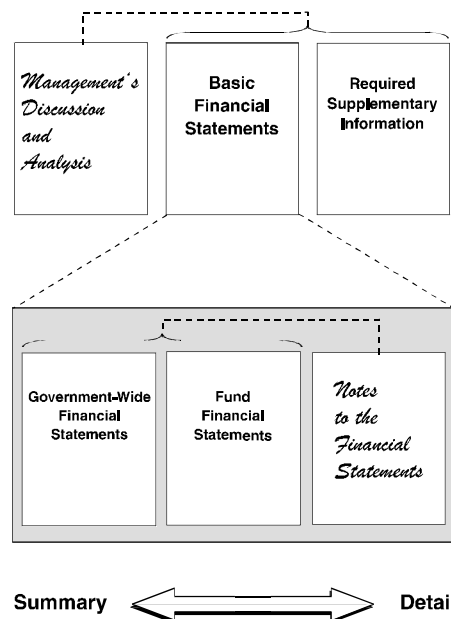 Management's
Discussion
and
Analysis
Basic
Financial
Statements
Required
Supplementary
Information
Government-Wide
Financial
Statements
Fund
Financial
Statements
Notes
to the
Financial
Statements
Summary
Detai